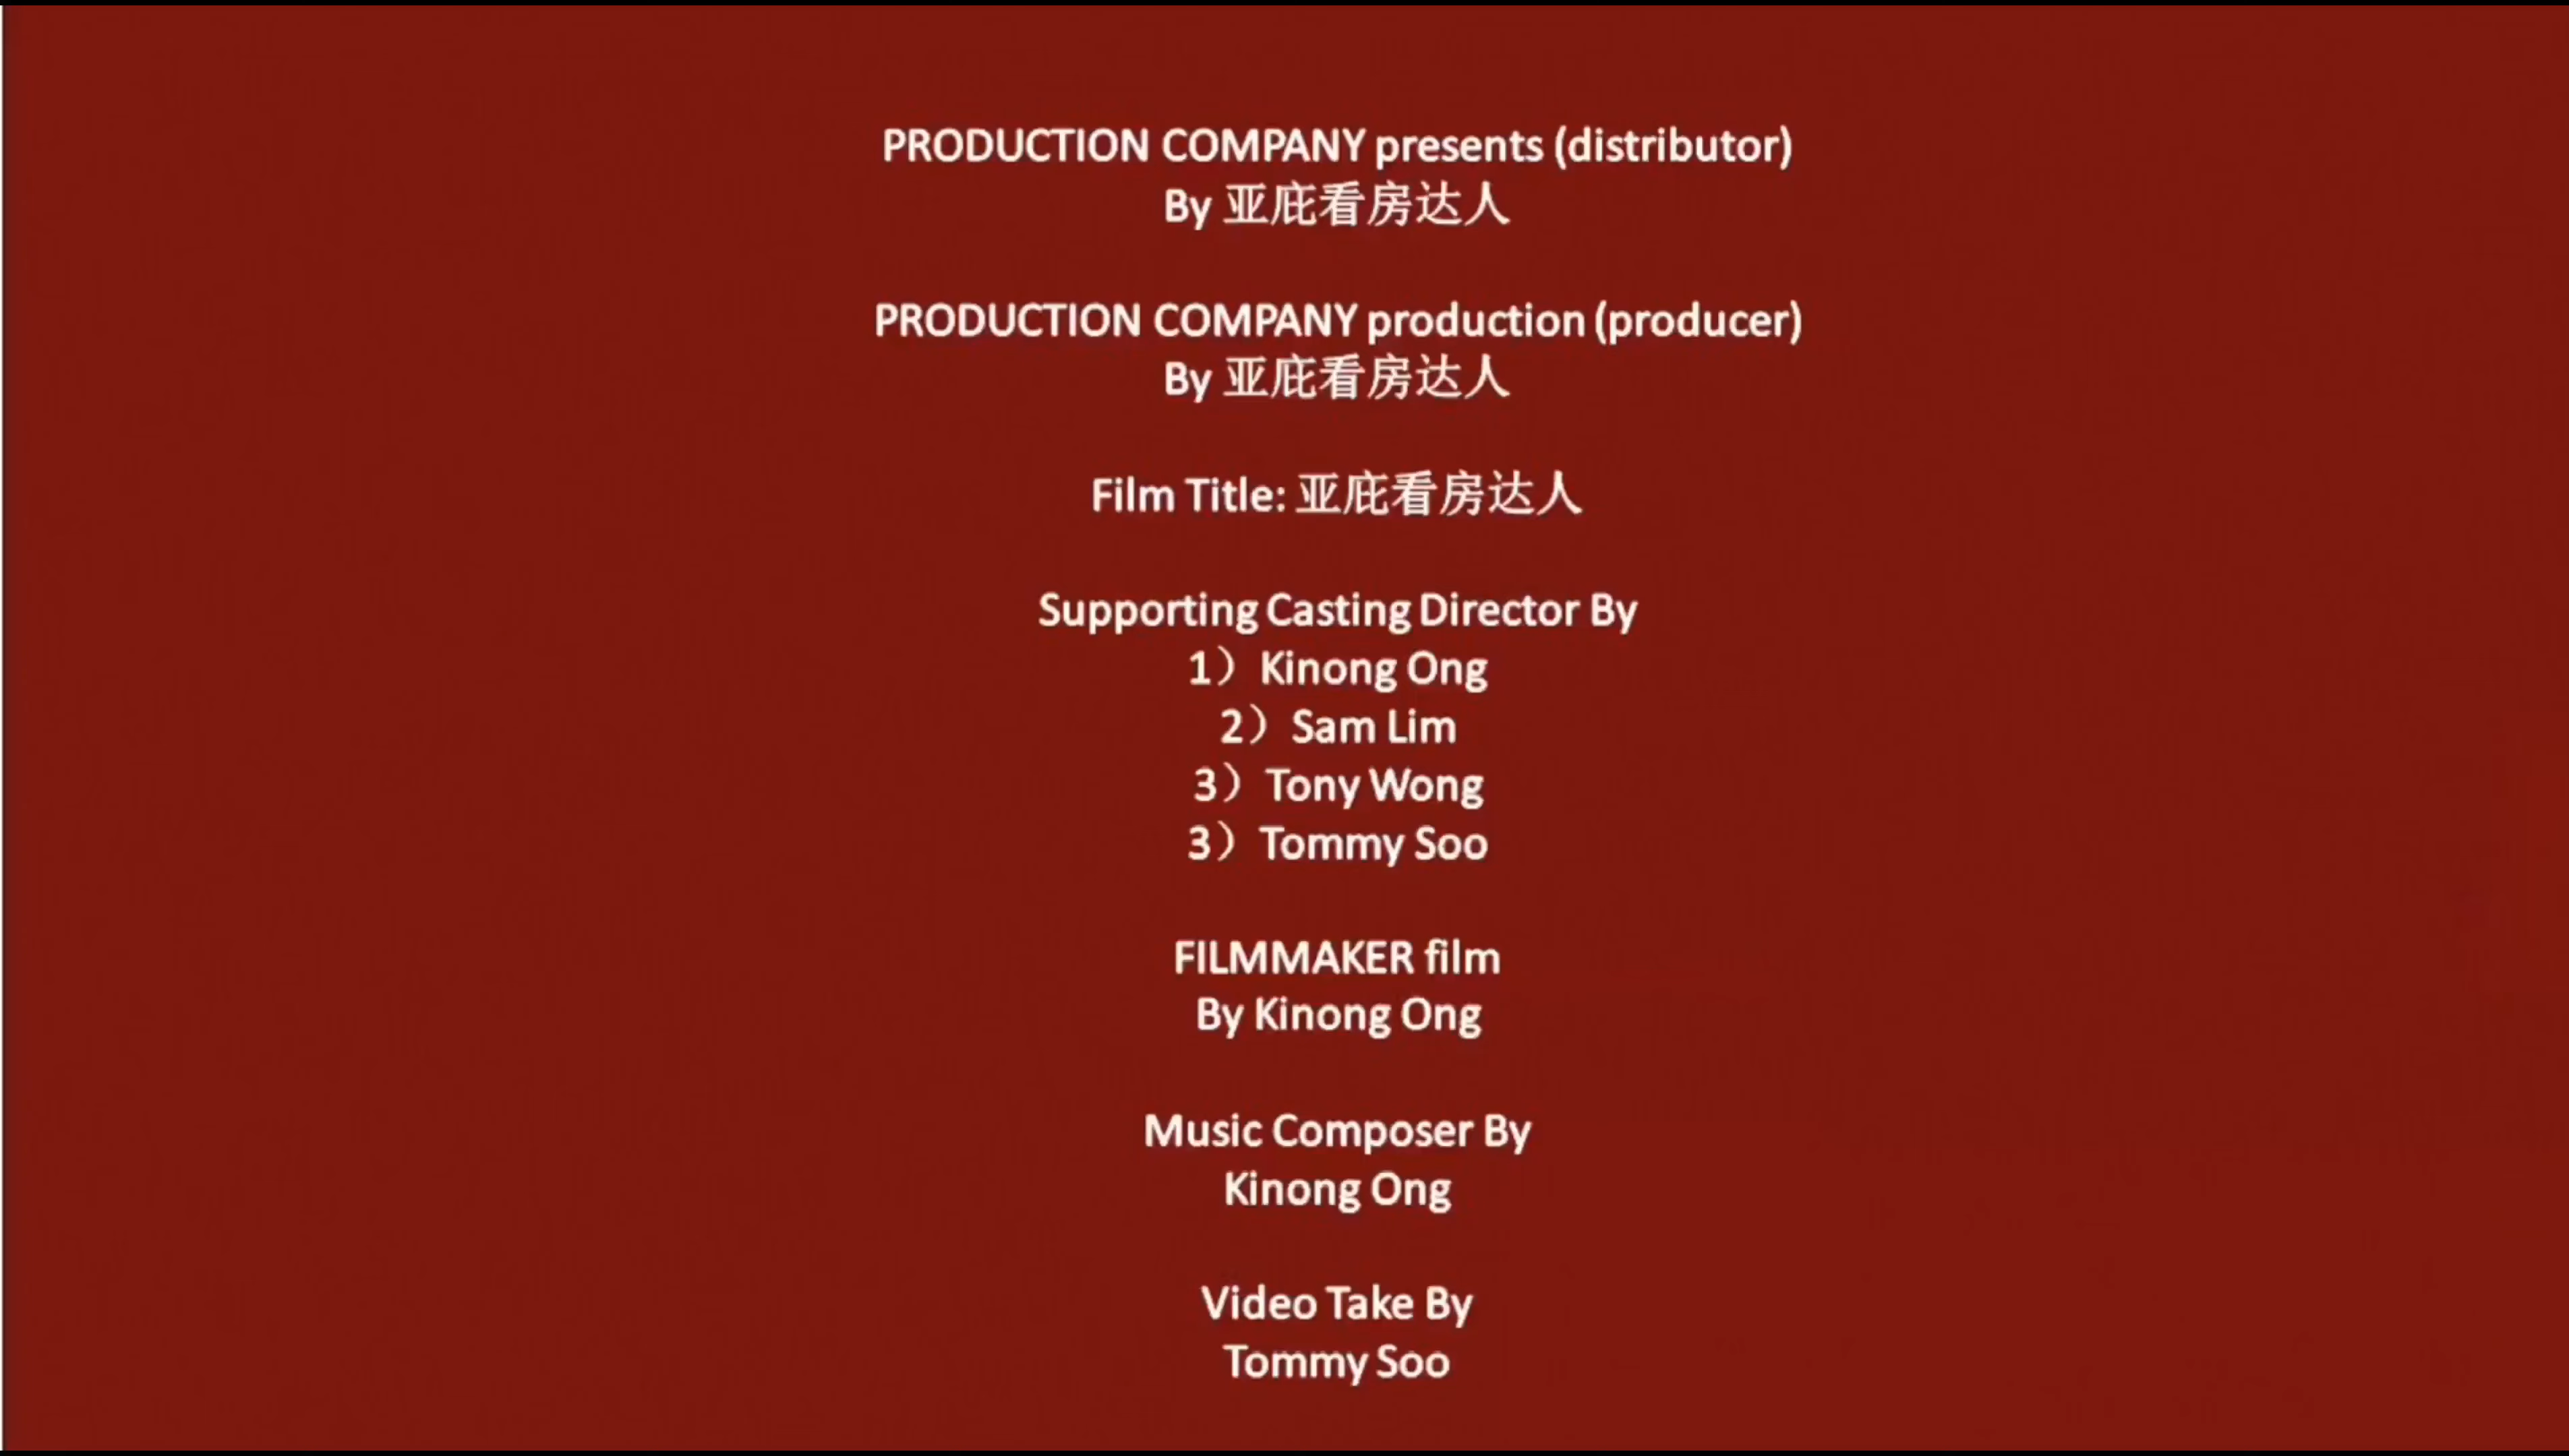 PRODUCTION COMPANY presents (distributor)
By 亚庇看房达人
PRODUCTION COMPANY production (producer)
By 亚庇看房达人
Film Title: 亚庇看房达人
Supporting Casting Director By
1）Kinong Ong
2）Sam Lim
3）Tony Wong
3）Tommy Soo
FILMMAKER film
By Kinong Ong
Music Composer By
Kinong Ong
Video Take By
Tommy Soo